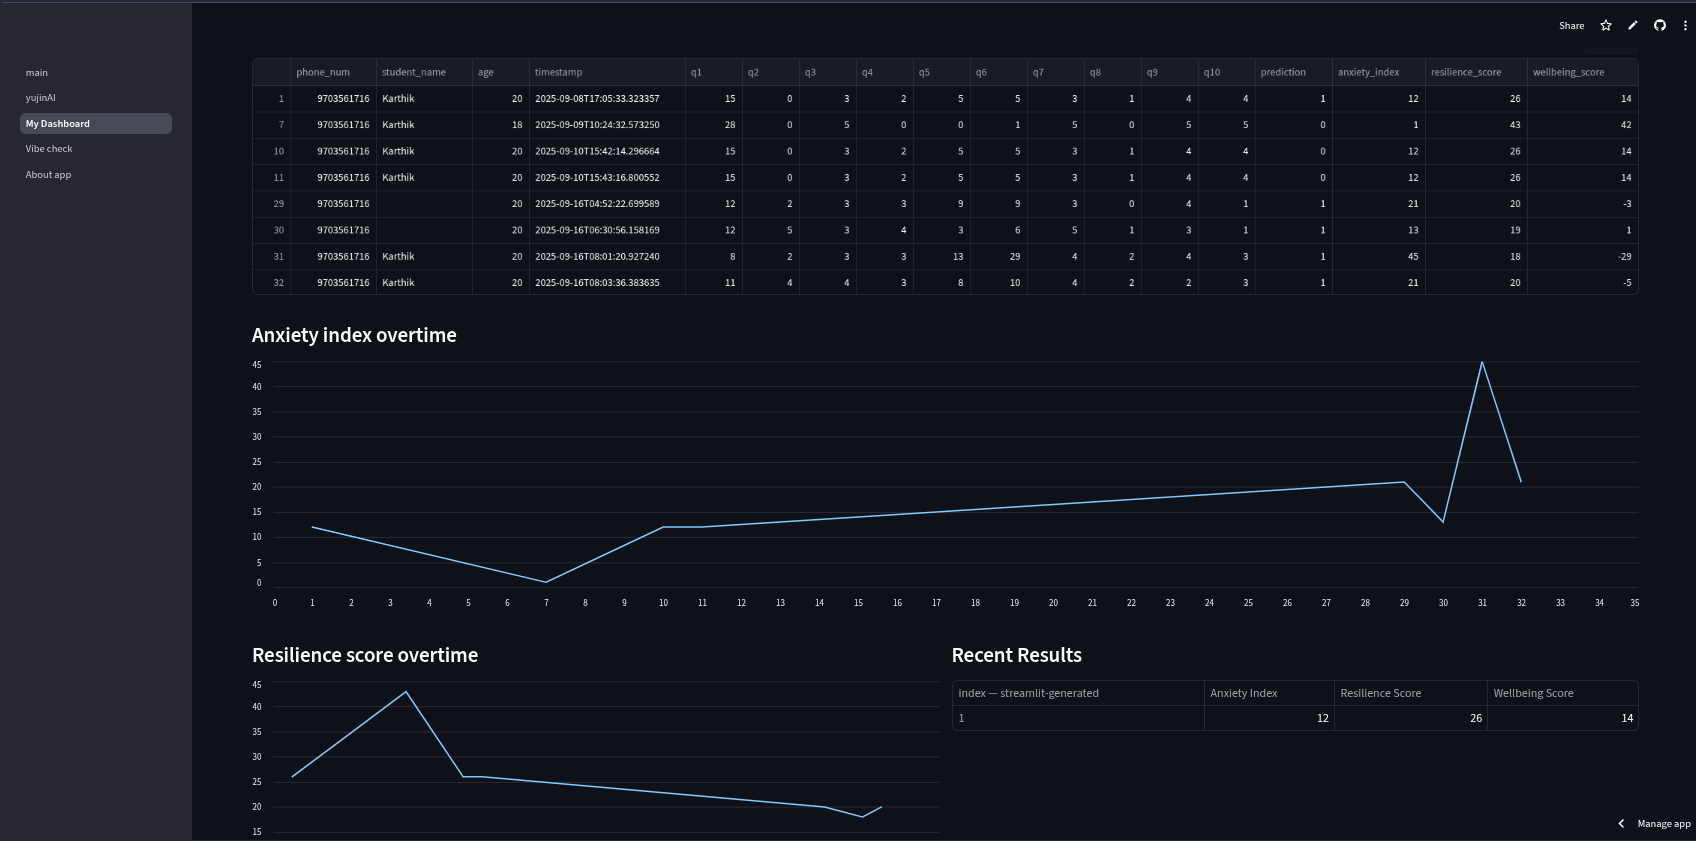 Share
main
yujinAI
My Dashboard
Vibe check
About app
phone_num student_name age timestamp q1 q2 q3 q4 q5 q6 q7 q8 q9 q10 prediction anxiety_index resilience_score wellbeing_score
1 9703561716 Karthik 20 2025-09-08T17:05:33.323357 15 0 3 2 5 5 3 1 4 4 1 12 26 14
7 9703561716 Karthik 18 2025-09-09T10:24:32.573250 28 0 5 0 0 1 5 0 5 5 0 1 43 42
10 9703561716 Karthik 20 2025-09-10T15:42:14.296664 15 0 3 2 5 5 3 1 4 4 0 12 26 14
11 9703561716 Karthik 20 2025-09-10T15:43:16.800552 15 0 3 2 5 5 3 1 4 4 0 12 26 14
29 9703561716 20 2025-09-16T04:52:22.699589 12 2 3 3 9 9 3 0 4 1 1 21 20 -3
30 9703561716 20 2025-09-16T06:30:56.158169 12 5 3 4 3 6 5 1 3 1 1 13 19 1
31 9703561716 Karthik 20 2025-09-16T08:01:20.927240 8 2 3 3 13 29 4 2 4 3 1 45 18 -29
32 9703561716 Karthik 20 2025-09-16T08:03:36.383635 11 4 4 3 8 10 4 2 2 3 1 21 20 -5
Anxiety index overtime
45
40
35
30
25
20
15
10
5
0
0 1 2 3 4 5 6 7 8 9 10 11 12 13 14 15 16 17 18 19 20 21 22 23 24 25 26 27 28 29 30 31 32 33 34 35
Resilience score overtime
45
40
35
30
25
20
15
Recent Results
index — streamlit-generated Anxiety Index Resilience Score Wellbeing Score
1 12 26 14
Manage app